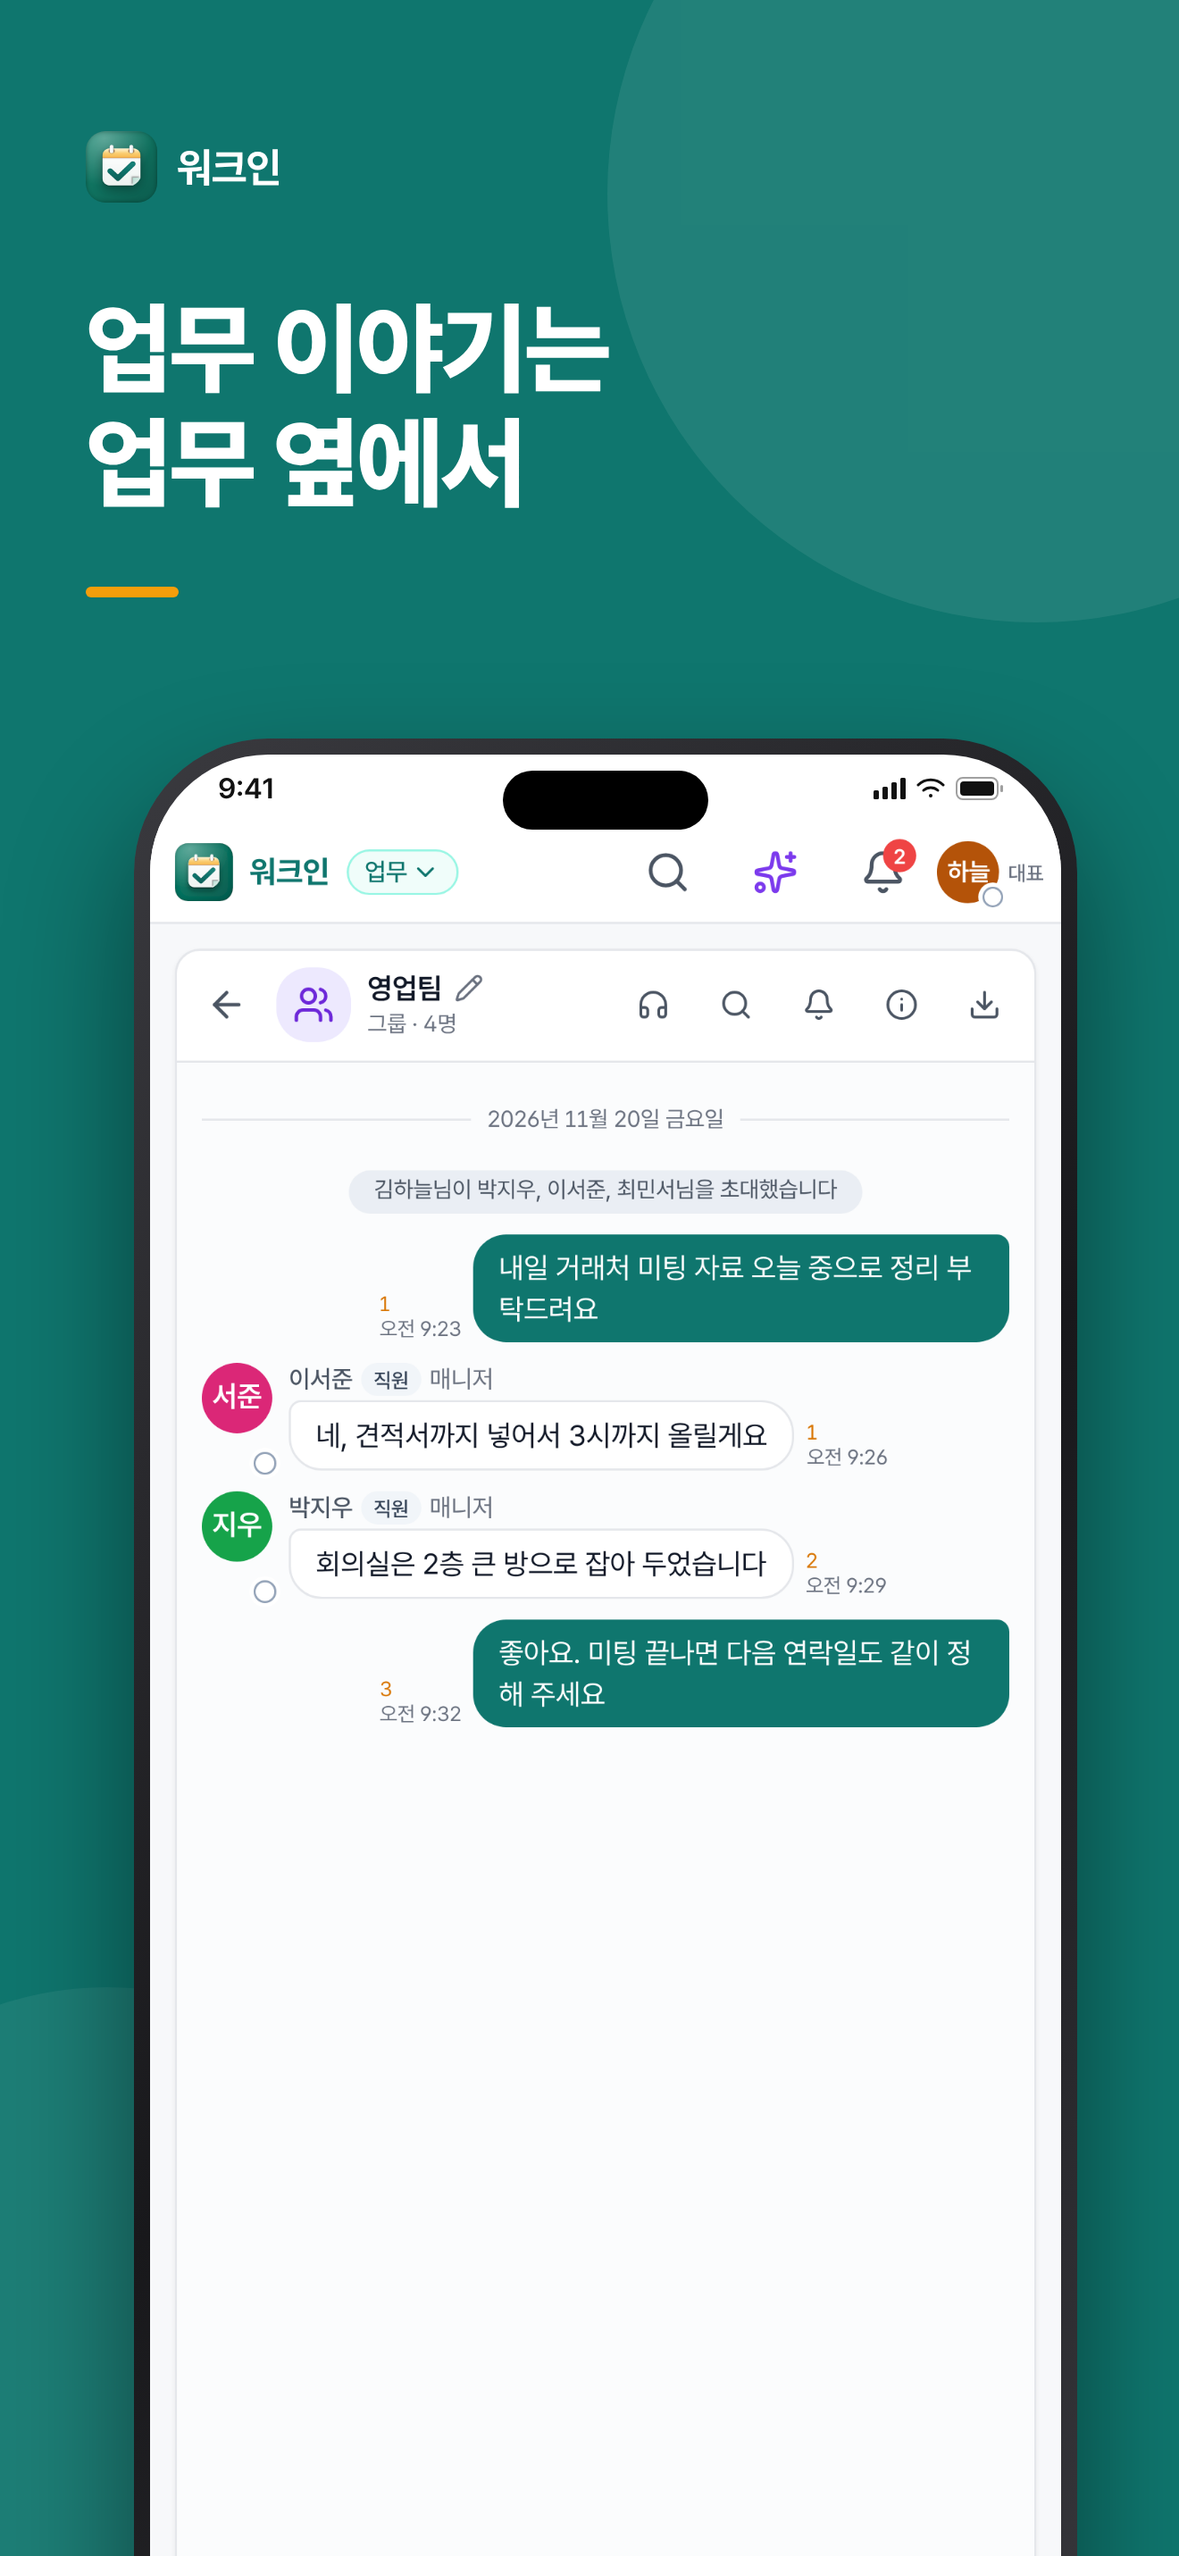 워크인
업무 이야기는
업무 옆에서
9:41
워크인
업무
2
하늘
대표
영업팀
그룹 · 4명
2026년 11월 20일 금요일
김하늘님이 박지우, 이서준, 최민서님을 초대했습니다
내일 거래처 미팅 자료 오늘 중으로 정리 부
탁드려요
1
오전 9:23
서준
이서준 직원 매니저
네, 견적서까지 넣어서 3시까지 올릴게요
1
오전 9:26
지우
박지우 직원 매니저
회의실은 2층 큰 방으로 잡아 두었습니다
2
오전 9:29
좋아요. 미팅 끝나면 다음 연락일도 같이 정
해 주세요
3
오전 9:32